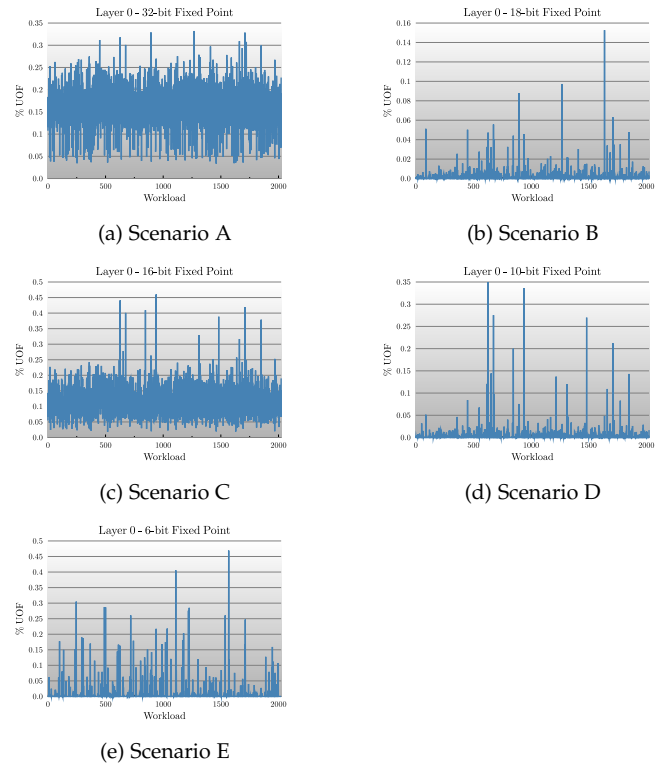 Layer 0 - 32-bit Fixed Point
% UOF
0.35
0.3
0.25
0.2
0.15
0.1
0.05
0.0
0 500 1000 1500 2000
Workload
(a) Scenario A
Layer 0 - 18-bit Fixed Point
% UOF
0.16
0.14
0.12
0.1
0.08
0.06
0.04
0.02
0.0
0 500 1000 1500 2000
Workload
(b) Scenario B
Layer 0 - 16-bit Fixed Point
% UOF
0.5
0.45
0.4
0.35
0.3
0.25
0.2
0.15
0.1
0.05
0.0
0 500 1000 1500 2000
Workload
(c) Scenario C
Layer 0 - 10-bit Fixed Point
% UOF
0.35
0.3
0.25
0.2
0.15
0.1
0.05
0.0
0 500 1000 1500 2000
Workload
(d) Scenario D
Layer 0 - 6-bit Fixed Point
% UOF
0.5
0.45
0.4
0.35
0.3
0.25
0.2
0.15
0.1
0.05
0.0
0 500 1000 1500 2000
Workload
(e) Scenario E